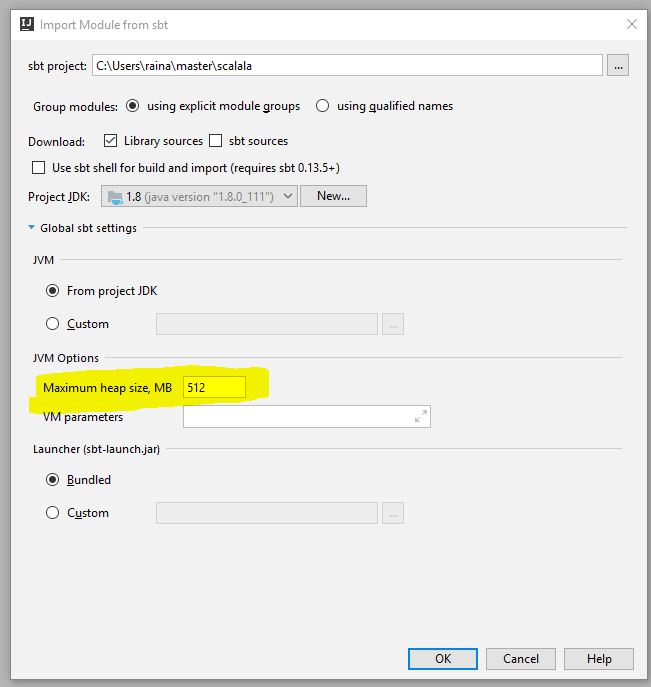 IJ Import Module from sbt
sbt project: C:\Users\raina\master\scalala ...
Group modules: using explicit module groups using qualified names
Download: Library sources sbt sources
Use sbt shell for build and import (requires sbt 0.13.5+)
Project JDK: 1.8 (java version "1.8.0_111") New...
Global sbt settings
JVM
From project JDK
Custom ...
JVM Options
Maximum heap size, MB 512
VM parameters
Launcher (sbt-launch.jar)
Bundled
Custom ...
OK Cancel Help